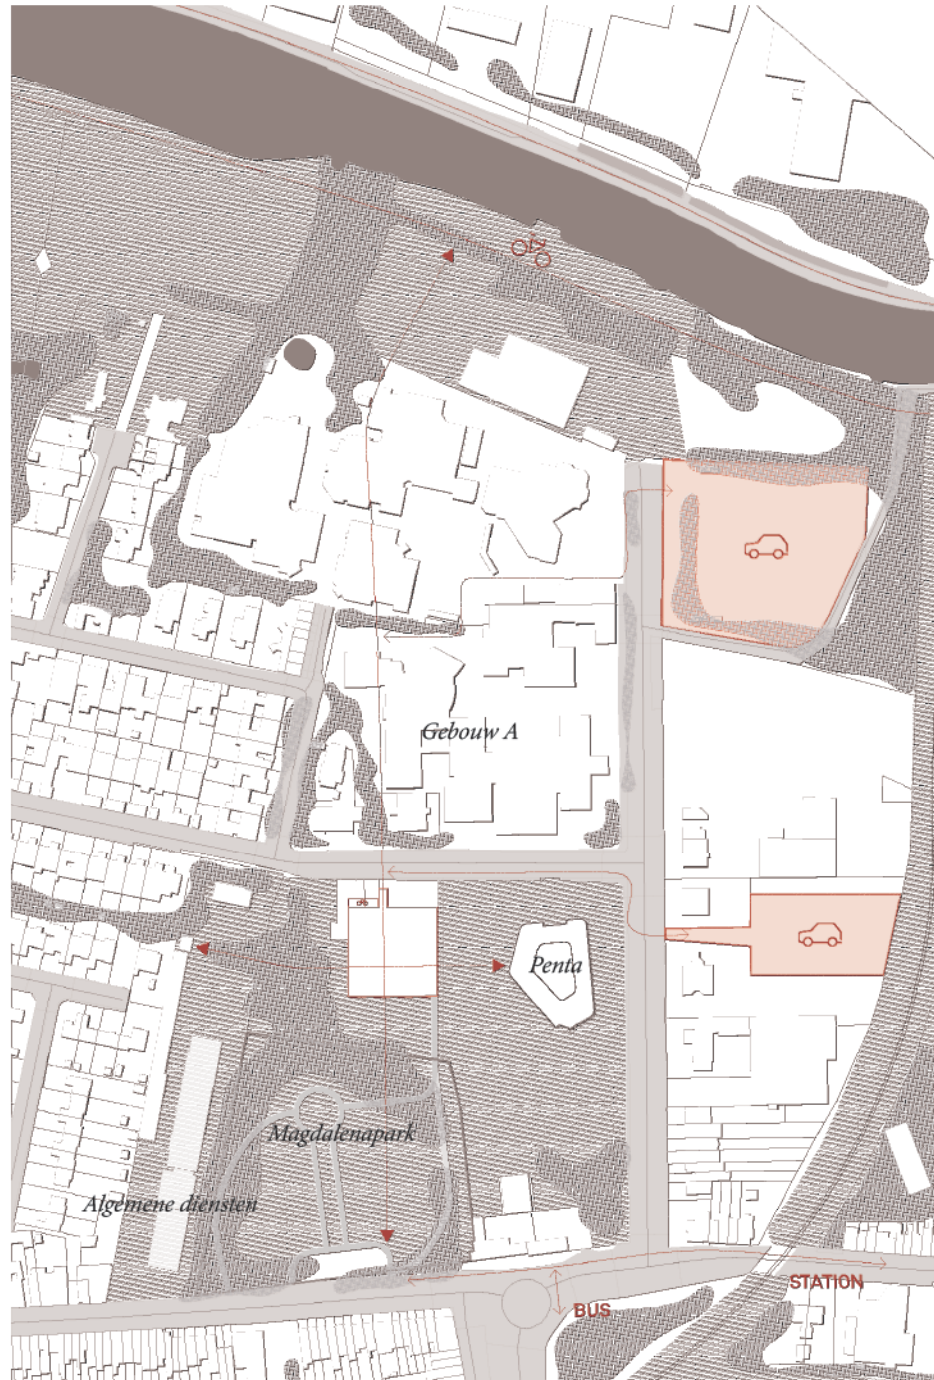 Gebouw A
Penta
Magdalenapark
Algemene diensten
STATION
BUS